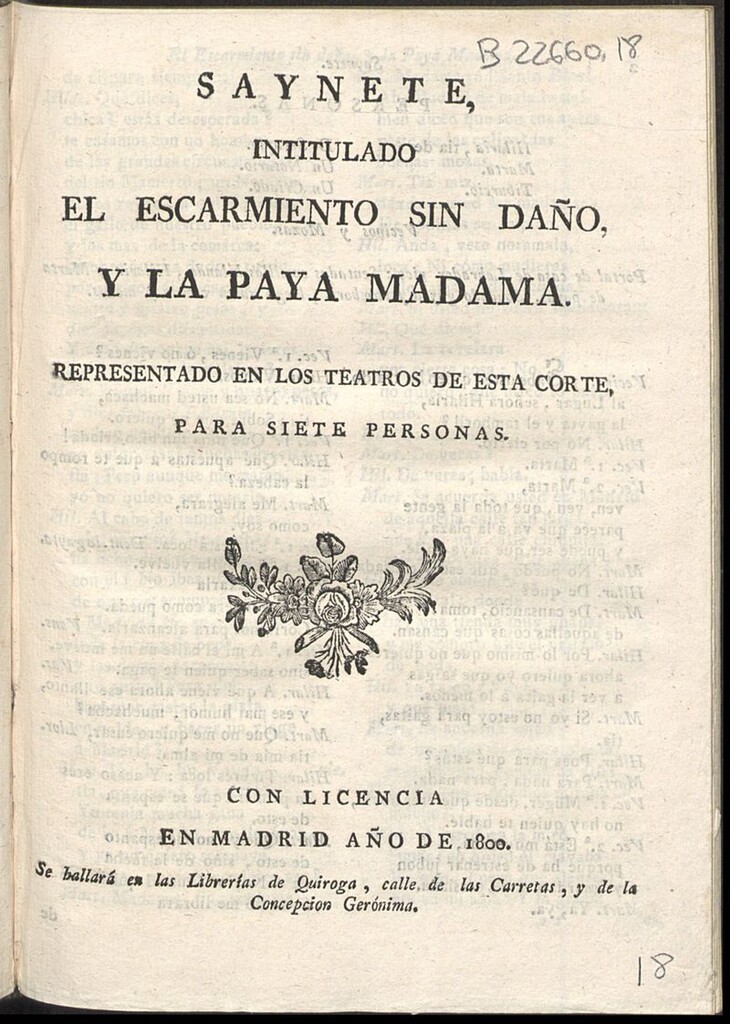 B 22660, 18
SAYNETE,
INTITULADO
EL ESCARMIENTO SIN DAÑO,
Y LA PAYA MADAMA.
REPRESENTADO EN LOS TEATROS DE ESTA CORTE,
PARA SIETE PERSONAS.
CON LICENCIA
EN MADRID AÑO DE 1800.
Se hallará en las Librerías de Quiroga, calle de las Carretas, y de la
Concepcion Gerónima.
18